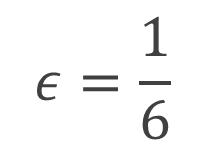 ϵ = 1/6